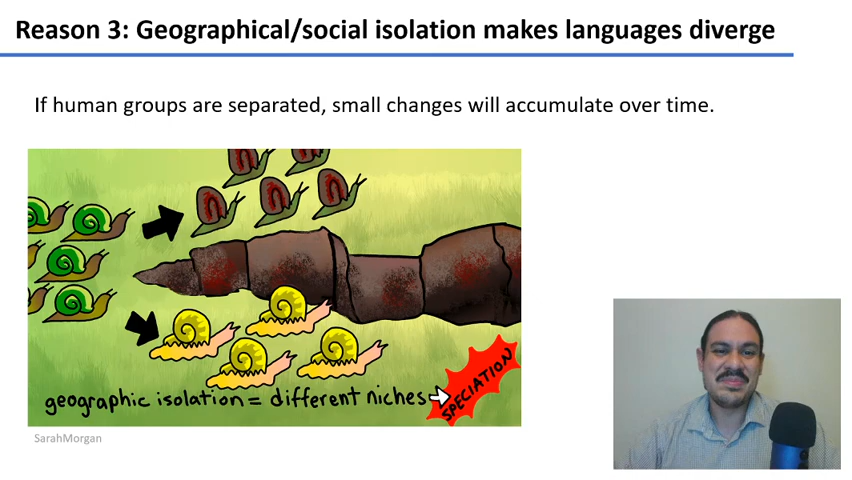 Reason 3: Geographical/social isolation makes languages diverge
If human groups are separated, small changes will accumulate over time.
geographic isolation = different niches
SPECIATION
SarahMorgan